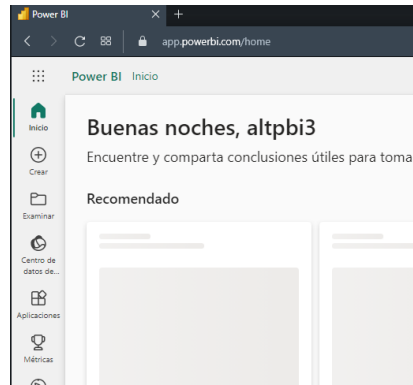 Power BI
app.powerbi.com/home
Power BI Inicio
Inicio
Crear
Examinar
Centro de
datos de...
Aplicaciones
Métricas
Buenas noches, altpbi3
Encuentre y comparta conclusiones útiles para toma
Recomendado